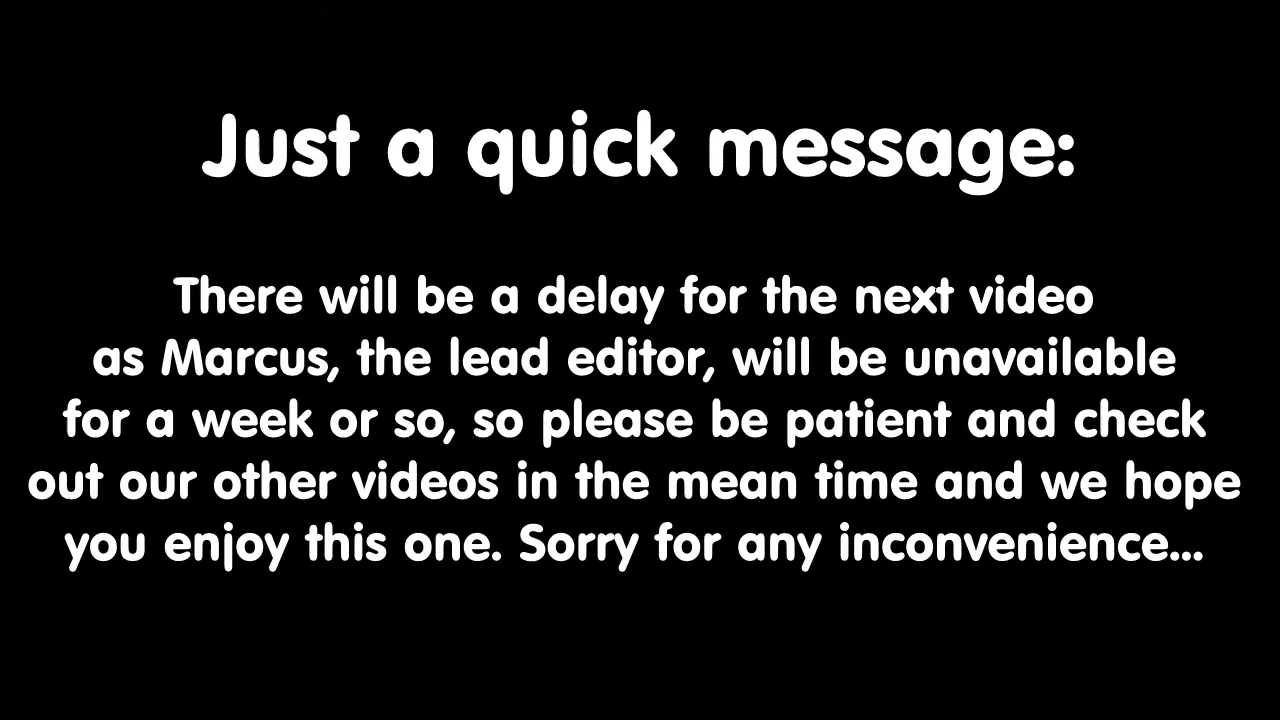 Just a quick message:
There will be a delay for the next video
as Marcus, the lead editor, will be unavailable
for a week or so, so please be patient and check
out our other videos in the mean time and we hope
you enjoy this one. Sorry for any inconvenience...